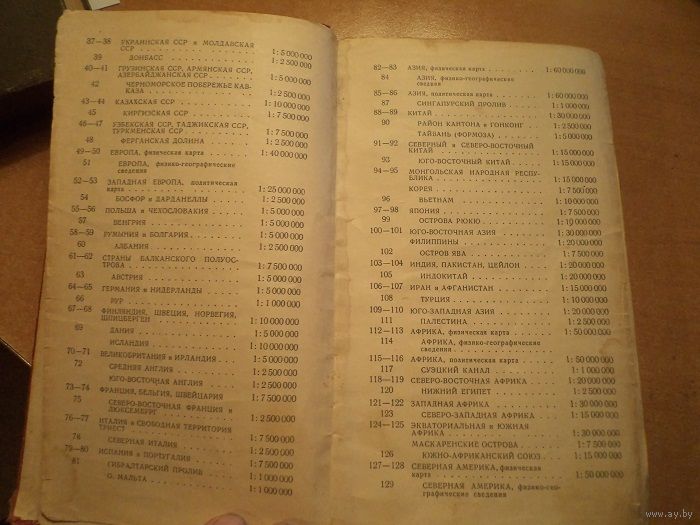 37—38 УКРАИНСКАЯ ССР и МОЛДАВСКАЯ
ССР . . . . . . . . . 1:5 000 000
39 ДОНБАСС . . . . . . . 1:2 500 000
40—41 ГРУЗИНСКАЯ ССР, АРМЯНСКАЯ ССР,
АЗЕРБАЙДЖАНСКАЯ ССР . . . . 1:5 000 000
42 ЧЕРНОМОРСКОЕ ПОБЕРЕЖЬЕ КАВ-
КАЗА . . . . . . . . . 1:2 500 000
43—44 КАЗАХСКАЯ ССР . . . . . . 1:10 000 000
45 КИРГИЗСКАЯ ССР . . . . . . 1:7 500 000
46—47 УЗБЕКСКАЯ ССР, ТАДЖИКСКАЯ ССР,
ТУРКМЕНСКАЯ ССР . . . . . . 1:7 500 000
48 ФЕРГАНСКАЯ ДОЛИНА . . . . . 1:2 500 000
49—50 ЕВРОПА, физическая карта . . . . 1:40 000 000
51 ЕВРОПА, физико-географические
сведения
52—53 ЗАПАДНАЯ ЕВРОПА, политическая
карта . . . . . . . . . 1:25 000 000
54 БОСФОР и ДАРДАНЕЛЛЫ . . . . 1:2 500 000
55—56 ПОЛЬША и ЧЕХОСЛОВАКИЯ . . . . 1:5 000 000
57 ВЕНГРИЯ . . . . . . . . 1:5 000 000
58—59 РУМЫНИЯ и БОЛГАРИЯ . . . . . 1:5 000 000
60 АЛБАНИЯ . . . . . . . . 1:2 500 000
61—62 СТРАНЫ БАЛКАНСКОГО ПОЛУОС-
ТРОВА . . . . . . . . . 1:7 500 000
63 АВСТРИЯ . . . . . . . . 1:5 000 000
64—65 ГЕРМАНИЯ и НИДЕРЛАНДЫ . . . . 1:5 000 000
66 РУР . . . . . . . . . 1:1 000 000
67—68 ФИНЛЯНДИЯ, ШВЕЦИЯ, НОРВЕГИЯ,
ШПИЦБЕРГЕН . . . . . . . 1:10 000 000
69 ДАНИЯ . . . . . . . . . 1:5 000 000
ИСЛАНДИЯ . . . . . . . . 1:10 000 000
70—71 ВЕЛИКОБРИТАНИЯ и ИРЛАНДИЯ . . . 1:5 000 000
72 СРЕДНЯЯ АНГЛИЯ . . . . . . 1:2 500 000
ЮГО-ВОСТОЧНАЯ АНГЛИЯ . . . . 1:2 500 000
73—74 ФРАНЦИЯ, БЕЛЬГИЯ, ШВЕЙЦАРИЯ 1:7 500 000
75 СЕВЕРО-ВОСТОЧНАЯ ФРАНЦИЯ и
ЛЮКСЕМБУРГ . . . . . . . 1:2 500 000
76—77 ИТАЛИЯ и СВОБОДНАЯ ТЕРРИТОРИЯ
ТРИЕСТ . . . . . . . . 1:7 500 000
78 СЕВЕРНАЯ ИТАЛИЯ . . . . . . 1:2 500 000
79—80 ИСПАНИЯ и ПОРТУГАЛИЯ . . . . . 1:7 500 000
81 ГИБРАЛТАРСКИЙ ПРОЛИВ . . . . 1:1 000 000
О. МАЛЬТА . . . . . . . . 1:1 000 000
82—83 АЗИЯ, физическая карта . . . . . 1:60 000 000
84 АЗИЯ, физико-географические
сведения
85—86 АЗИЯ, политическая карта . . . . 1:60 000 000
87 СИНГАПУРСКИЙ ПРОЛИВ . . . . 1:1 000 000
88—89 КИТАЙ . . . . . . . . . 1:30 000 000
90 РАЙОН КАНТОНА и ГОНКОНГ . . . 1:2 500 000
ТАЙВАНЬ (ФОРМОЗА) . . . . . 1:5 000 000
91—92 СЕВЕРНЫЙ и СЕВЕРО-ВОСТОЧНЫЙ
КИТАЙ . . . . . . . . . 1:15 000 000
93 ЮГО-ВОСТОЧНЫЙ КИТАЙ . . . . 1:15 000 000
94—95 МОНГОЛЬСКАЯ НАРОДНАЯ РЕСПУ-
БЛИКА . . . . . . . . . 1:15 000 000
КОРЕЯ . . . . . . . . . 1:7 500 000
96 ВЬЕТНАМ . . . . . . . . 1:10 000 000
97—98 ЯПОНИЯ . . . . . . . . . 1:7 500 000
99 ОСТРОВА РЮКЮ . . . . . . . 1:10 000 000
100—101 ЮГО-ВОСТОЧНАЯ АЗИЯ . . . . . 1:30 000 000
ФИЛИППИНЫ . . . . . . . 1:20 000 000
102 ОСТРОВ ЯВА . . . . . . . . 1:7 500 000
103—104 ИНДИЯ, ПАКИСТАН, ЦЕЙЛОН . . . 1:20 000 000
105 ИНДОКИТАЙ . . . . . . . . 1:20 000 000
106—107 ИРАН и АФГАНИСТАН . . . . . 1:15 000 000
108 ТУРЦИЯ . . . . . . . . 1:10 000 000
109—110 ЮГО-ЗАПАДНАЯ АЗИЯ . . . . . 1:20 000 000
111 ПАЛЕСТИНА . . . . . . . . 1:2 500 000
112—113 АФРИКА, физическая карта . . . . 1:50 000 000
114 АФРИКА, физико-географические
сведения . . . . . .
115—116 АФРИКА, политическая карта . . . . 1:50 000 000
117 СУЭЦКИЙ КАНАЛ . . . . . . 1:1 000 000
118—119 СЕВЕРО-ВОСТОЧНАЯ АФРИКА . . . 1:20 000 000
120 НИЖНИЙ ЕГИПЕТ . . . . . . 1:2 500 000
121—122 ЗАПАДНАЯ АФРИКА . . . . . . 1:30 000 000
123 СЕВЕРО-ЗАПАДНАЯ АФРИКА . . . 1:15 000 000
124—125 ЭКВАТОРИАЛЬНАЯ и ЮЖНАЯ
АФРИКА . . . . . . . . 1:30 000 000
МАСКАРЕНСКИЕ ОСТРОВА . . . . 1:7 500 000
126 ЮЖНО-АФРИКАНСКИЙ СОЮЗ . . . 1:15 000 000
127—128 СЕВЕРНАЯ АМЕРИКА, физическая
карта . . . . . . . . . 1:50 000 000
129 СЕВЕРНАЯ АМЕРИКА, физико-гео-
графические сведения
www.ay.by